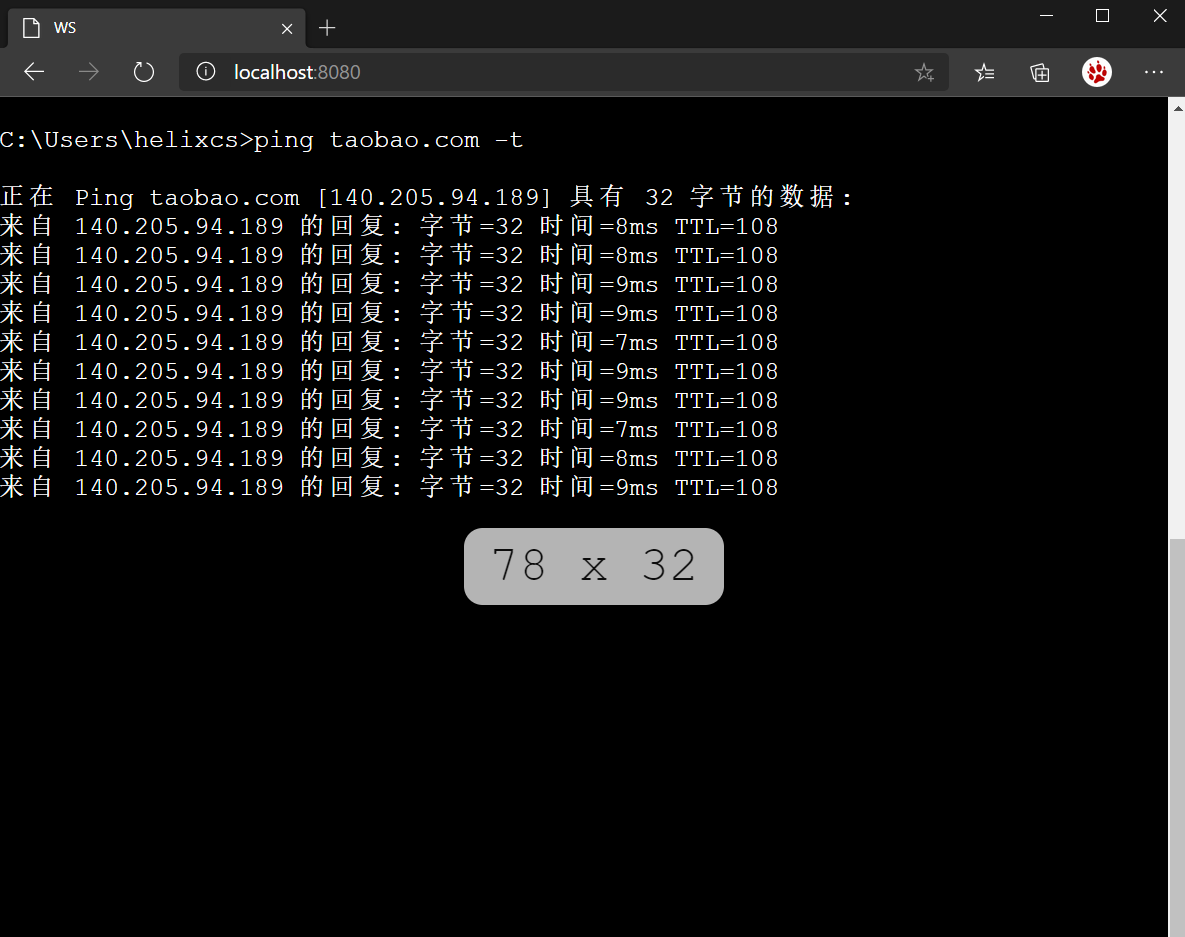 WS
localhost:8080
C:\Users\helixcs>ping taobao.com -t
正在 Ping taobao.com [140.205.94.189] 具有 32 字节的数据:
来自 140.205.94.189 的回复: 字节=32 时间=8ms TTL=108
来自 140.205.94.189 的回复: 字节=32 时间=8ms TTL=108
来自 140.205.94.189 的回复: 字节=32 时间=9ms TTL=108
来自 140.205.94.189 的回复: 字节=32 时间=9ms TTL=108
来自 140.205.94.189 的回复: 字节=32 时间=7ms TTL=108
来自 140.205.94.189 的回复: 字节=32 时间=9ms TTL=108
来自 140.205.94.189 的回复: 字节=32 时间=9ms TTL=108
来自 140.205.94.189 的回复: 字节=32 时间=7ms TTL=108
来自 140.205.94.189 的回复: 字节=32 时间=8ms TTL=108
来自 140.205.94.189 的回复: 字节=32 时间=9ms TTL=108
78 x 32